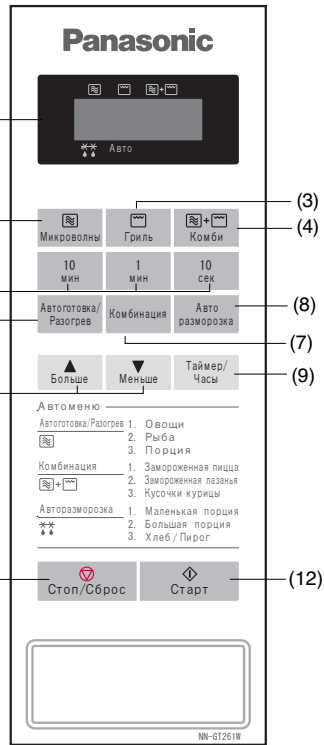 Panasonic
Авто
(3)
Микроволны Гриль Комби
(4)
10 1 10
мин мин сек
Автоготовка/ Комбинация Авто
Разогрев разморозка
(8)
(7)
Больше Меньше Таймер/
Часы
(9)
Автоменю
Автоготовка/Разогрев 1. Овощи
2. Рыба
3. Порция
Комбинация 1. Замороженная пицца
2. Замороженная лазанья
3. Кусочки курицы
Авторазморозка 1. Маленькая порция
2. Большая порция
3. Хлеб/Пирог
Стоп/Сброс Старт
(12)
NN-GT261W